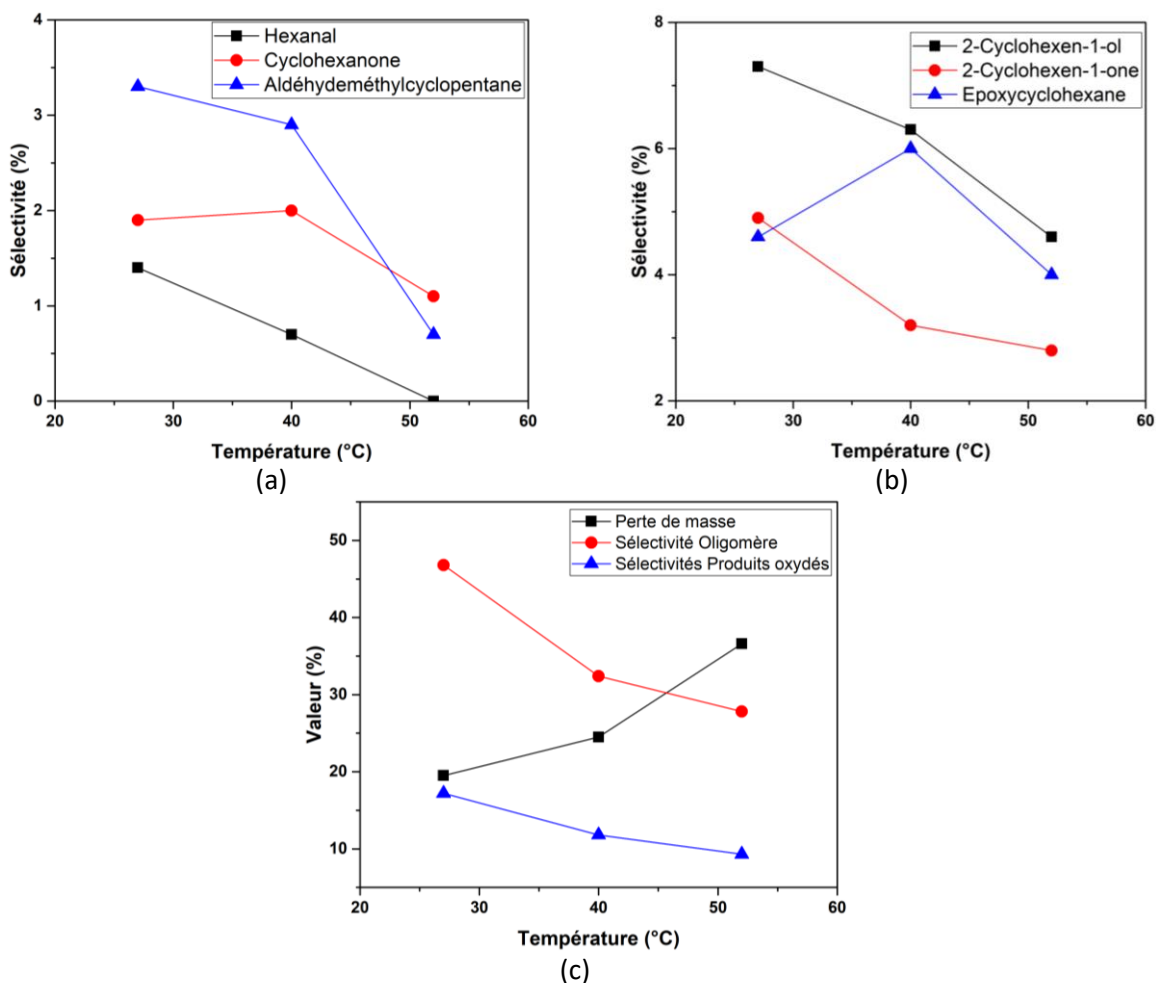 4
3
2
1
0
Sélectivité (%)
Hexanal
Cyclohexanone
Aldéhydeméthylcyclopentane
20 30 40 50 60
Température (°C)
(a)
8
6
4
2
Sélectivité (%)
2-Cyclohexen-1-ol
2-Cyclohexen-1-one
Epoxycyclohexane
20 30 40 50 60
Température (°C)
(b)
50
40
30
20
10
Valeur (%)
Perte de masse
Sélectivité Oligomère
Sélectivités Produits oxydés
20 30 40 50 60
Température (°C)
(c)